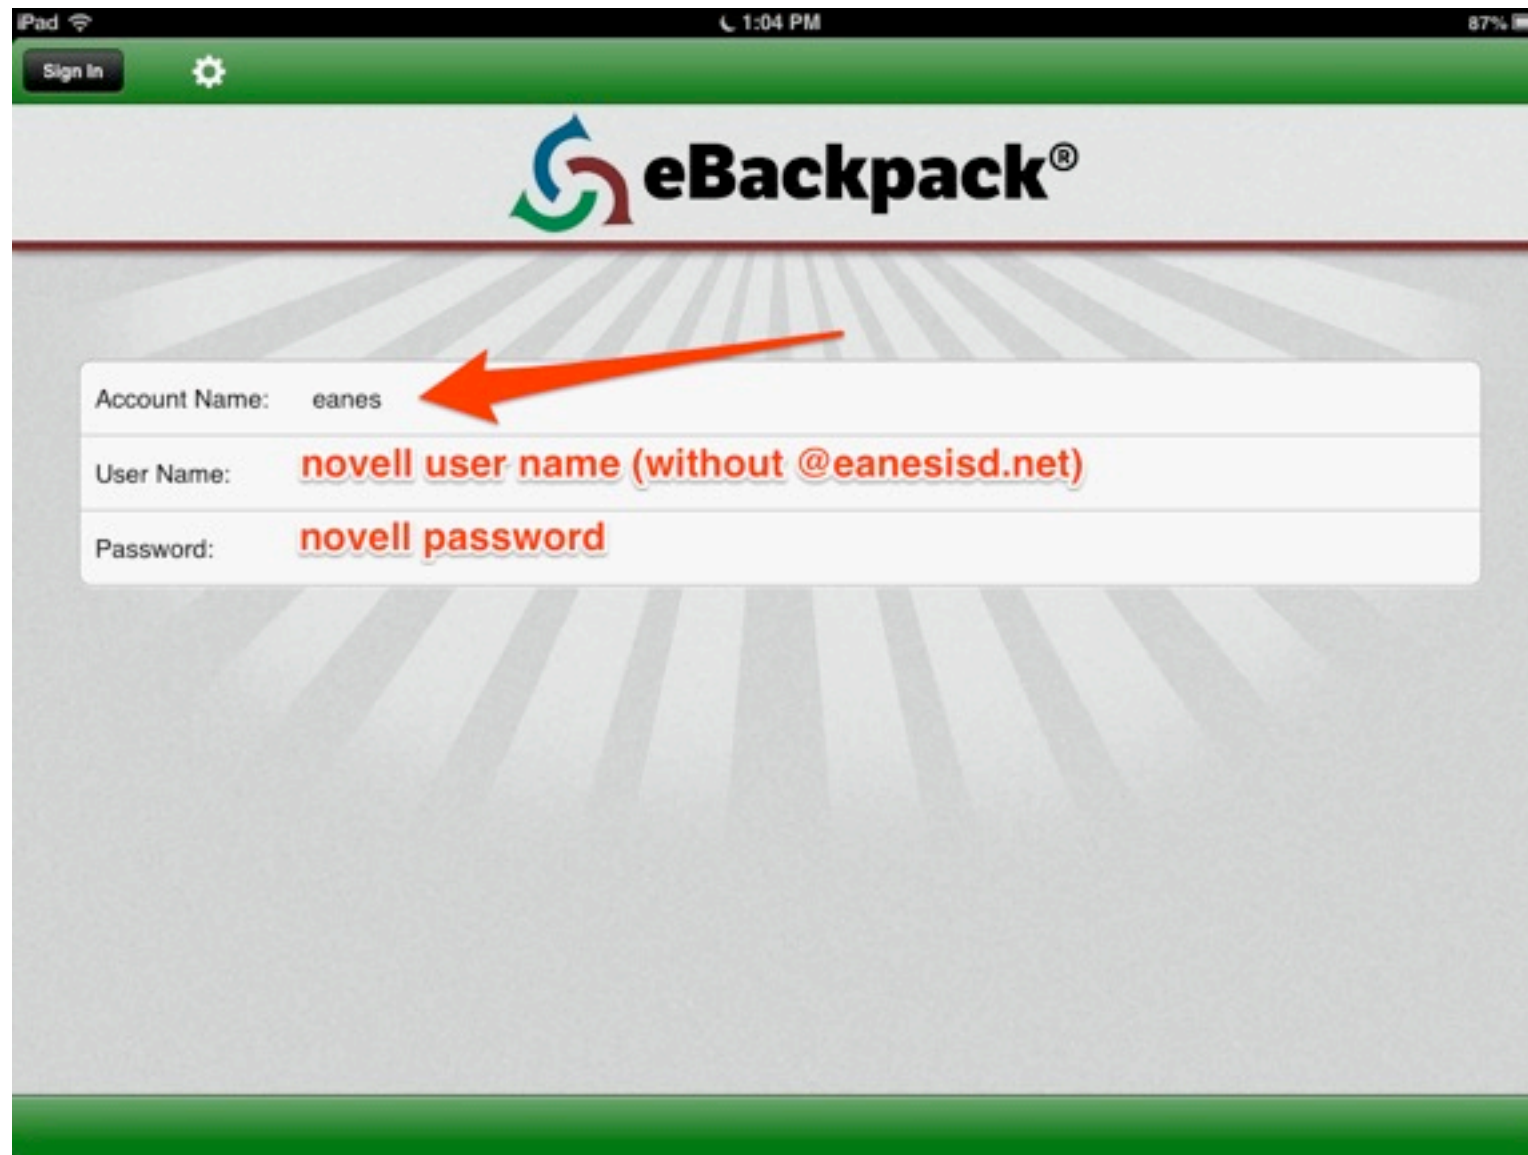 iPad 1:04 PM 87%
Sign In
eBackpack®
Account Name: eanes
User Name: novell user name (without @eanesisd.net)
Password: novell password